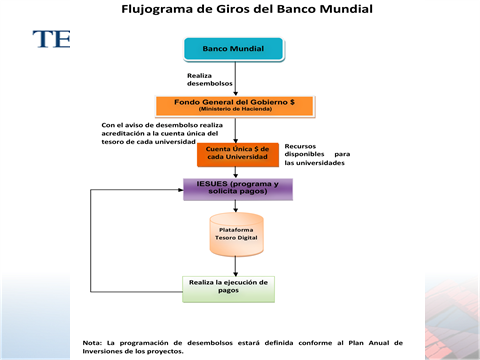 Flujograma de Giros del Banco Mundial
TE
Banco Mundial
Realiza
desembolsos
Fondo General del Gobierno $
(Ministerio de Hacienda)
Con el aviso de desembolso realiza
acreditación a la cuenta única del
tesoro de cada universidad
Cuenta Única $ de
cada Universidad
Recursos
disponibles para
las universidades
IESUES (programa y
solicita pagos)
Plataforma
Tesoro Digital
Realiza la ejecución de
pagos
Nota: La programación de desembolsos estará definida conforme al Plan Anual de
Inversiones de los proyectos.